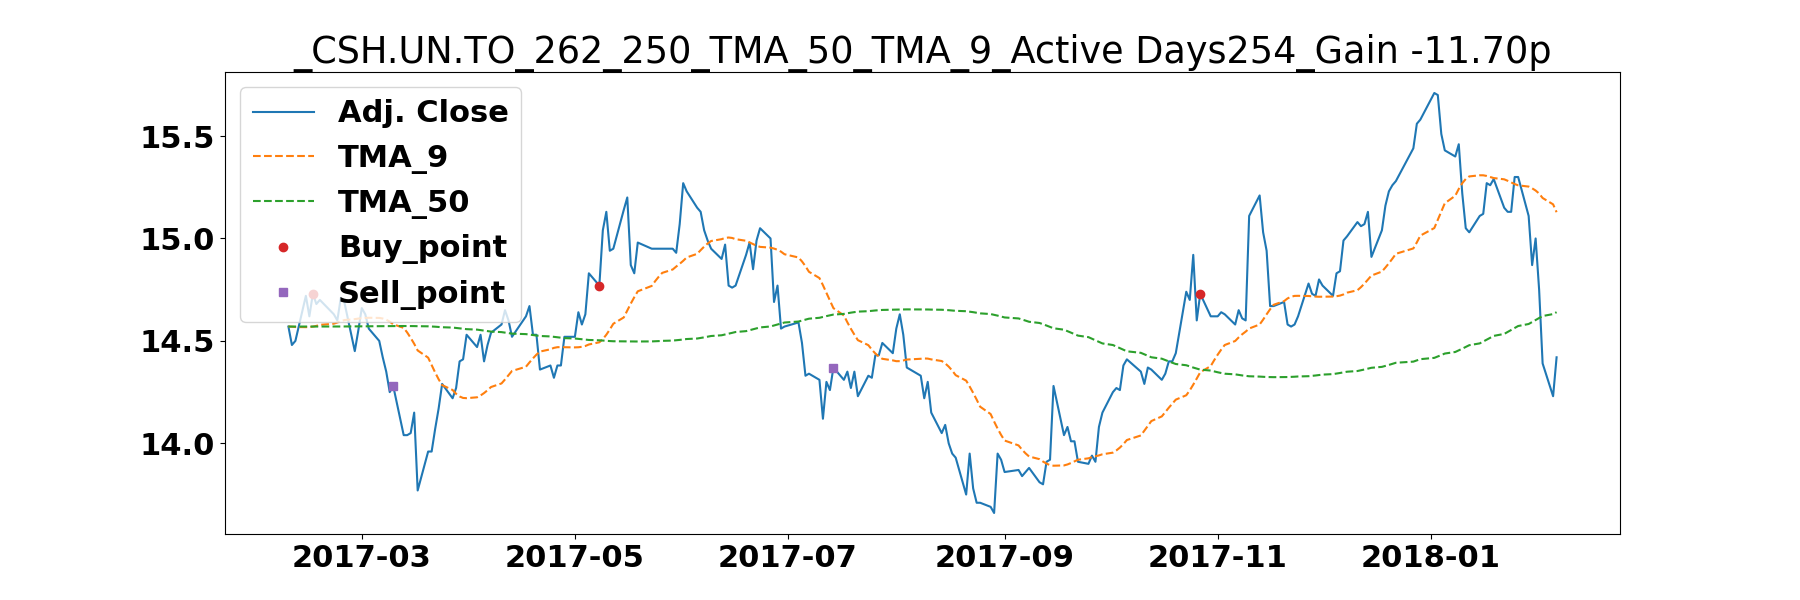 _CSH.UN.TO_262_250_TMA_50_TMA_9_Active Days254_Gain -11.70p
Adj. Close
TMA_9
TMA_50
Buy_point
Sell_point
15.5
15.0
14.5
14.0
2017-03 2017-05 2017-07 2017-09 2017-11 2018-01